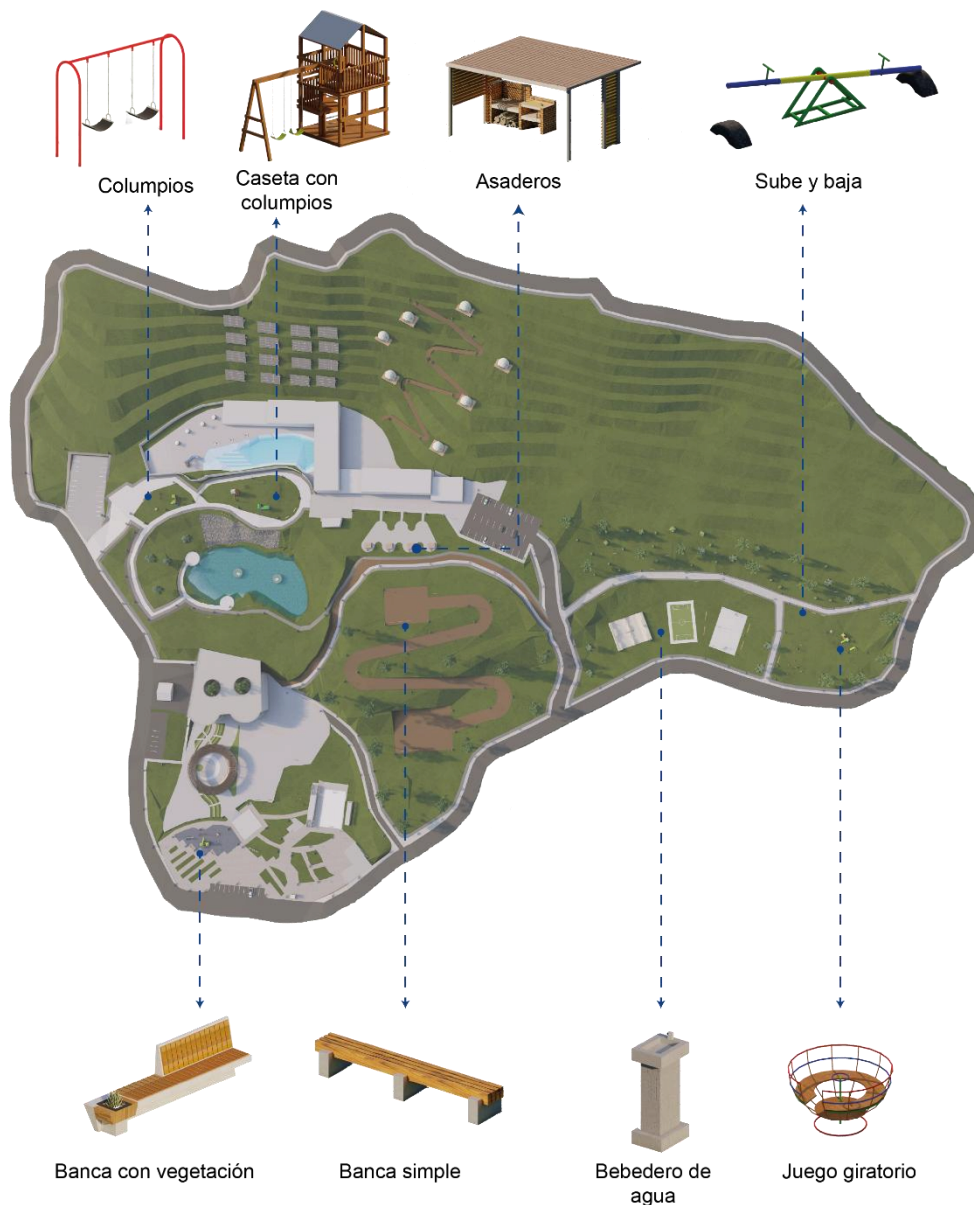 Columpios
Caseta con
columpios
Asaderos
Sube y baja
Banca con vegetación
Banca simple
Bebedero de
agua
Juego giratorio